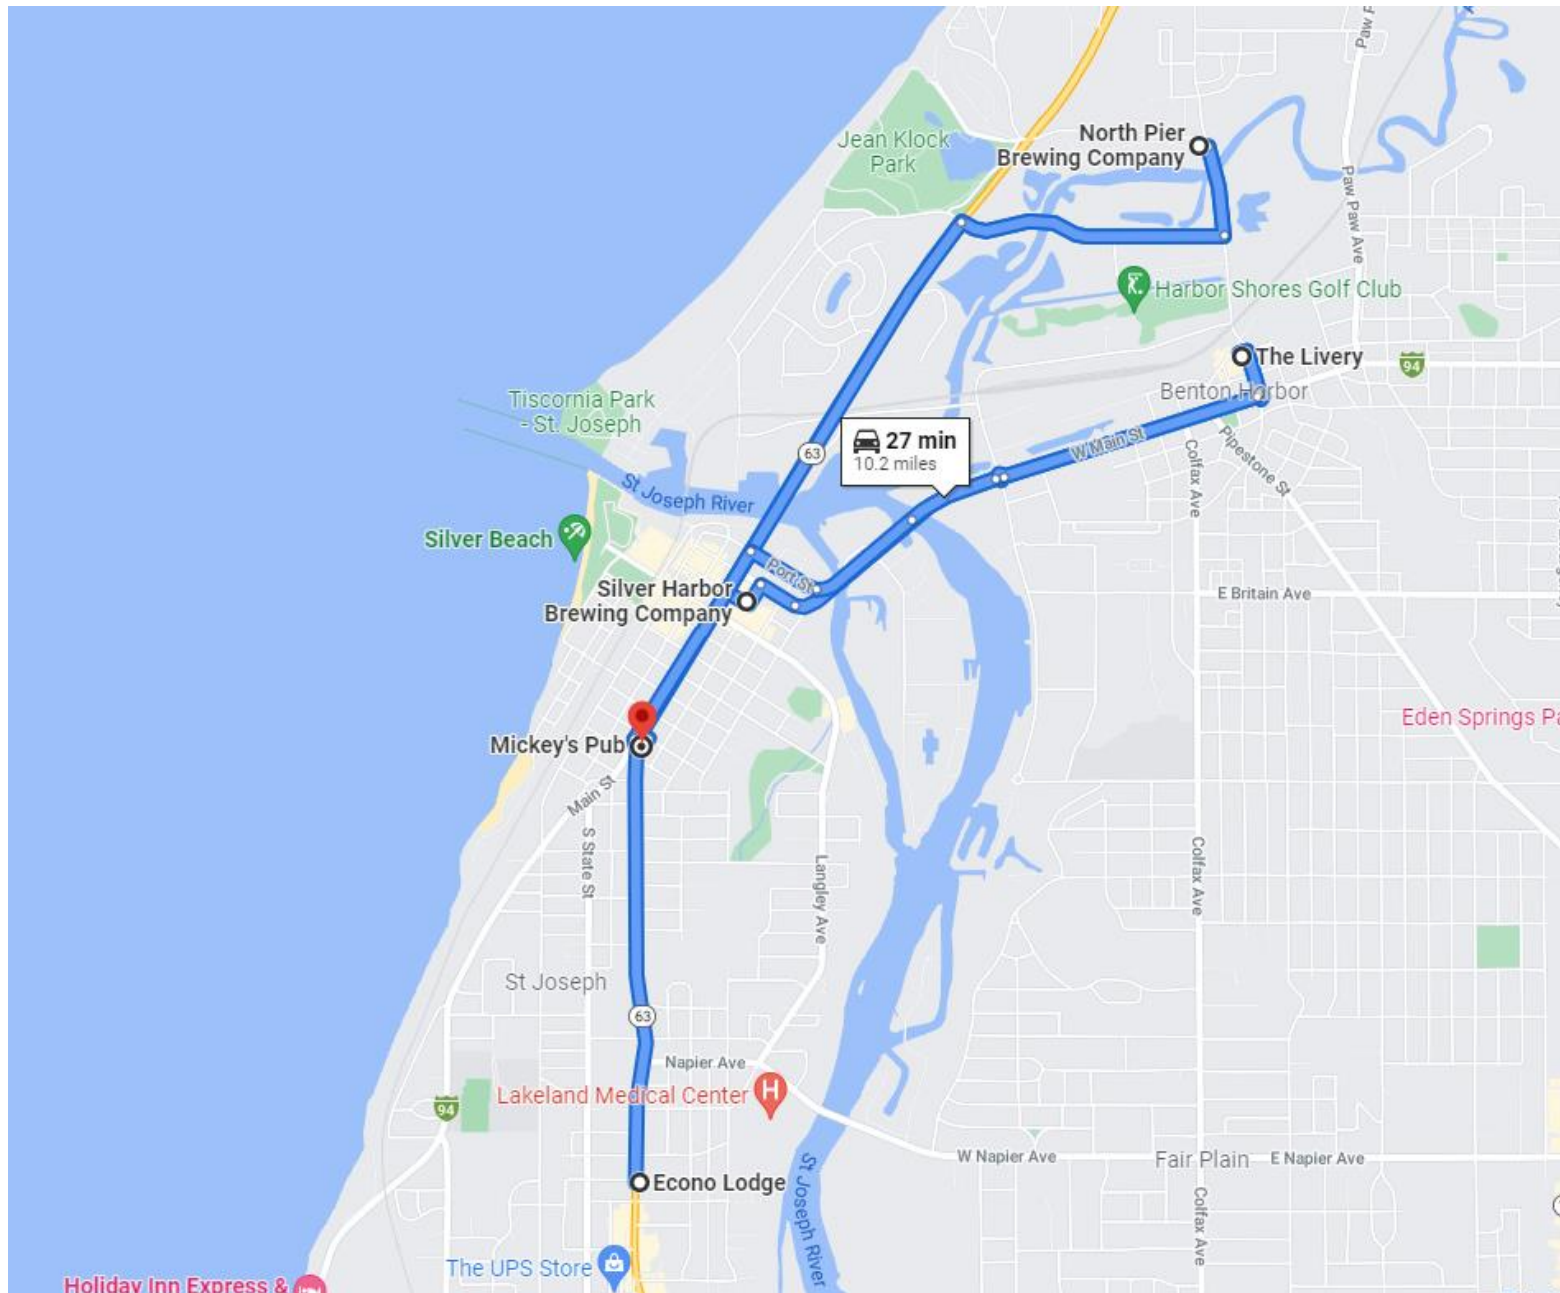 Paw P
North Pier
Brewing Company
Jean Klock
Park
Paw Paw Ave
Harbor Shores Golf Club
The Livery
94
Benton Harbor
Tiscornia Park
- St. Joseph
63
27 min
10.2 miles
W Main St
Pipestone St
Colfax Ave
St Joseph River
Silver Beach
Port St
Silver Harbor
Brewing Company
E Britain Ave
Eden Springs Pa
Mickey's Pub
Main St
S State St
Langley Ave
Colfax Ave
St Joseph
63
Napier Ave
Lakeland Medical Center
H
94
W Napier Ave
Fair Plain
E Napier Ave
Econo Lodge
St Joseph River
Colfax Ave
The UPS Store
Holiday Inn Express &